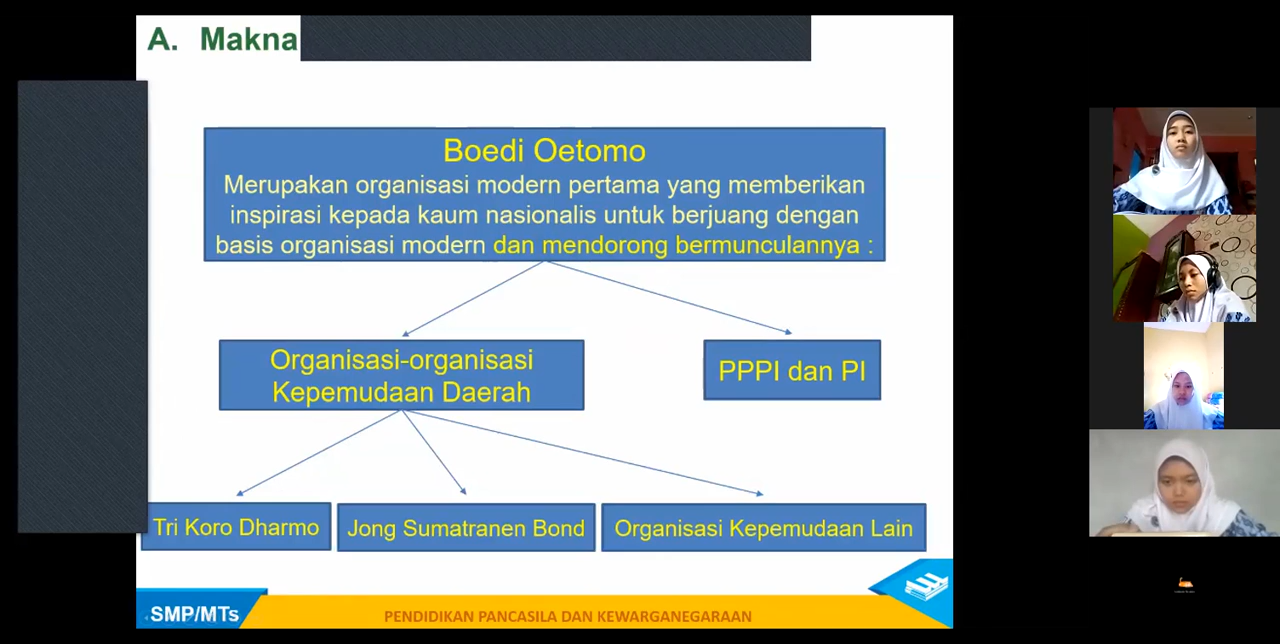 A. Makna
Boedi Oetomo
Merupakan organisasi modern pertama yang memberikan
inspirasi kepada kaum nasionalis untuk berjuang dengan
basis organisasi modern dan mendorong bermunculannya :
Organisasi-organisasi
Kepemudaan Daerah
PPPI dan PI
Tri Koro Dharmo
Jong Sumatranen Bond
Organisasi Kepemudaan Lain
SMP/MTs
PENDIDIKAN PANCASILA DAN KEWARGANEGARAAN